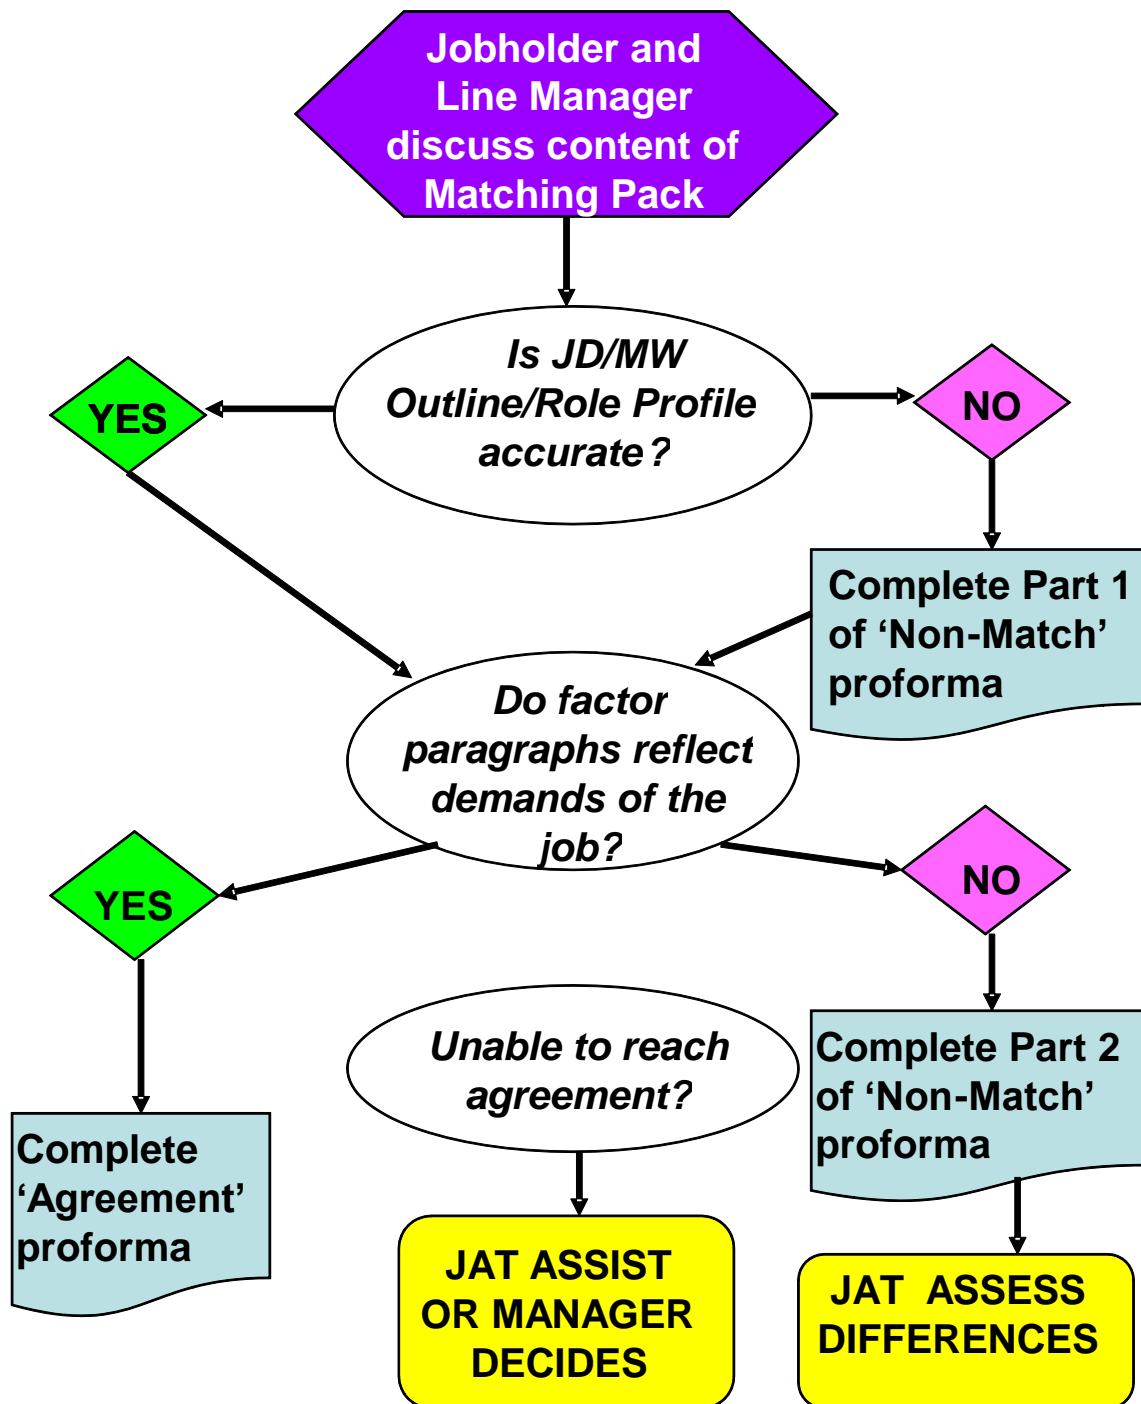 Jobholder and
Line Manager
discuss content of
Matching Pack
Is JD/MW
Outline/Role Profile
accurate?
YES
NO
Complete Part 1
of ‘Non-Match’
proforma
Do factor
paragraphs reflect
demands of the
job?
YES
NO
Unable to reach
agreement?
Complete Part 2
of ‘Non-Match’
proforma
Complete
‘Agreement’
proforma
JAT ASSIST
OR MANAGER
DECIDES
JAT ASSESS
DIFFERENCES